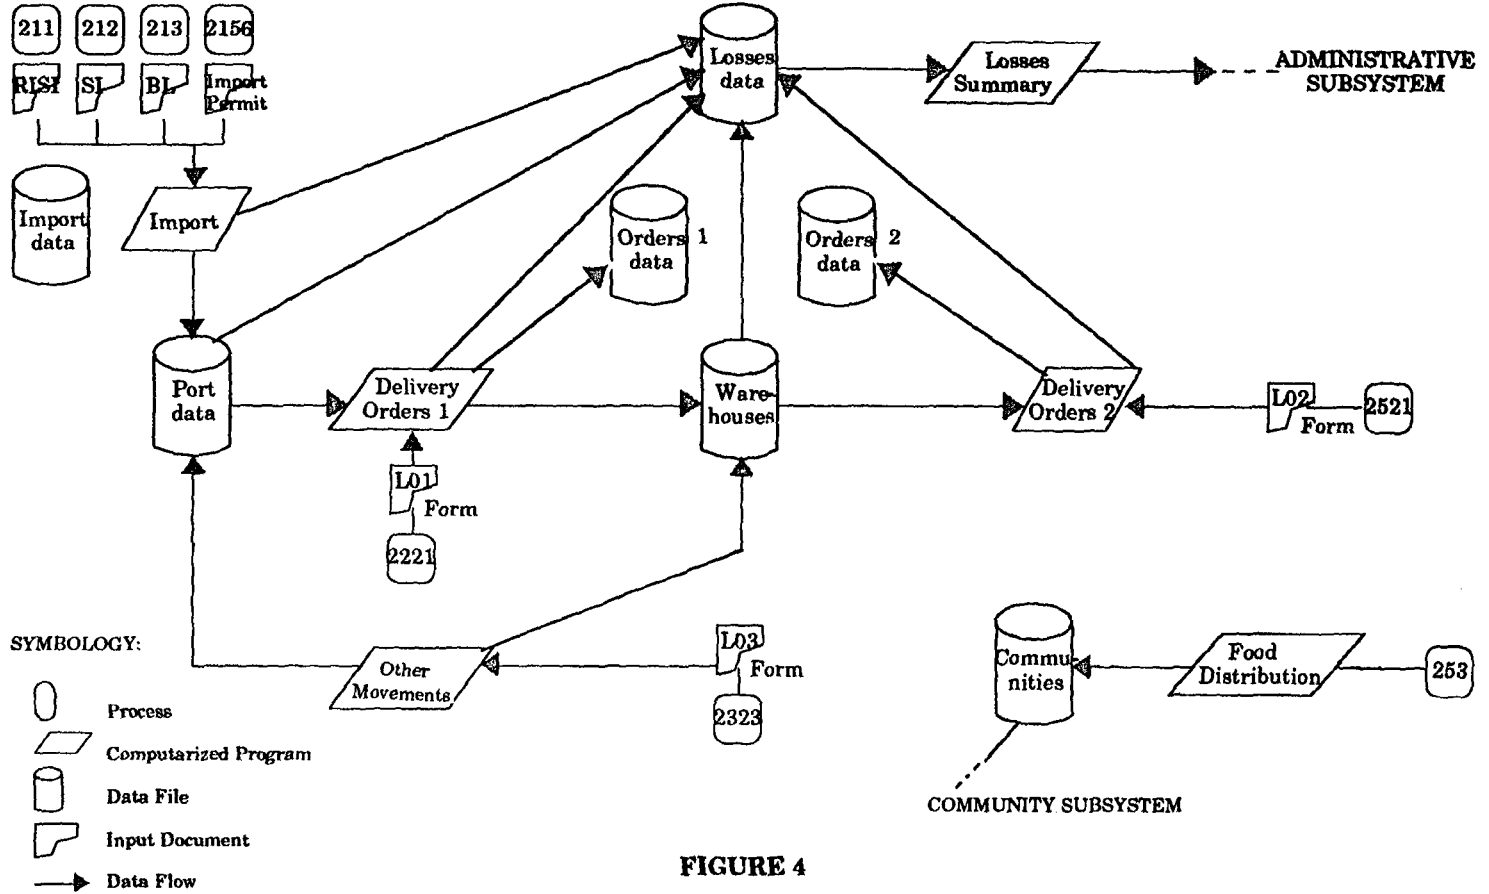 211 212 213 2156
RISI SI BL Import
Permit
Losses
data
Losses
Summary
ADMINISTRATIVE
SUBSYSTEM
Import
data
Import
Orders 1
data
Orders 2
data
Port
data
Delivery
Orders 1
Ware-
houses
Delivery
Orders 2
L02
Form
2521
L01
Form
2221
SYMBOLOGY:
Process
Computarized Program
Data File
Input Document
Data Flow
Other
Movements
L03
Form
2323
Commu-
nities
Food
Distribution
253
COMMUNITY SUBSYSTEM
FIGURE 4